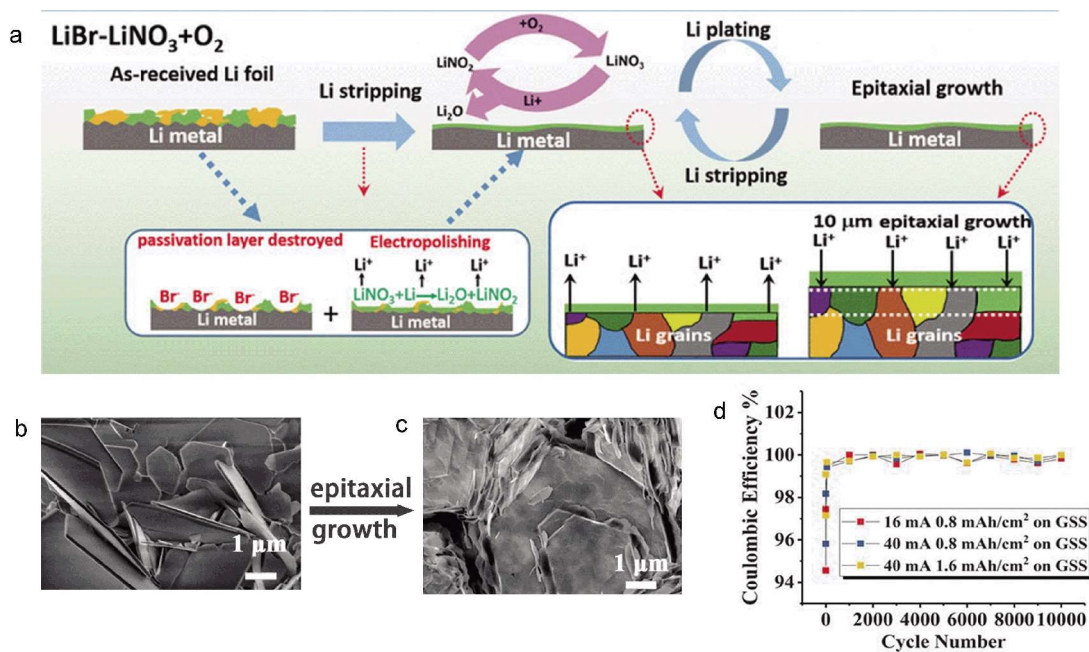 a
LiBr-LiNO₃+O₂
As-received Li foil
Li metal
Li stripping
+O₂
LiNO₂
LiNO₃
Li₂O
Li+
Li metal
Li plating
Li stripping
Epitaxial growth
Li metal
passivation layer destroyed
Br⁻ Br⁻ Br⁻ Br⁻
Li metal
+
Electropolishing
Li⁺ Li⁺ Li⁺
LiNO₃+Li→Li₂O+LiNO₂
Li metal
Li⁺ Li⁺ Li⁺ Li⁺
Li grains
10 μm epitaxial growth
Li⁺ Li⁺ Li⁺ Li⁺
Li grains
b
1 μm
epitaxial
growth
c
1 μm
d
Coulombic Efficiency %
102
100
98
96
94
16 mA 0.8 mAh/cm² on GSS
40 mA 0.8 mAh/cm² on GSS
40 mA 1.6 mAh/cm² on GSS
0 2000 4000 6000 8000 10000
Cycle Number